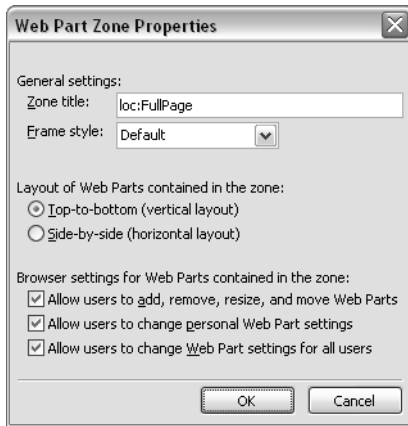 Web Part Zone Properties
General settings:
Zone title: loc:FullPage
Frame style: Default
Layout of Web Parts contained in the zone:
Top-to-bottom (vertical layout)
Side-by-side (horizontal layout)
Browser settings for Web Parts contained in the zone:
Allow users to add, remove, resize, and move Web Parts
Allow users to change personal Web Part settings
Allow users to change Web Part settings for all users
OK Cancel